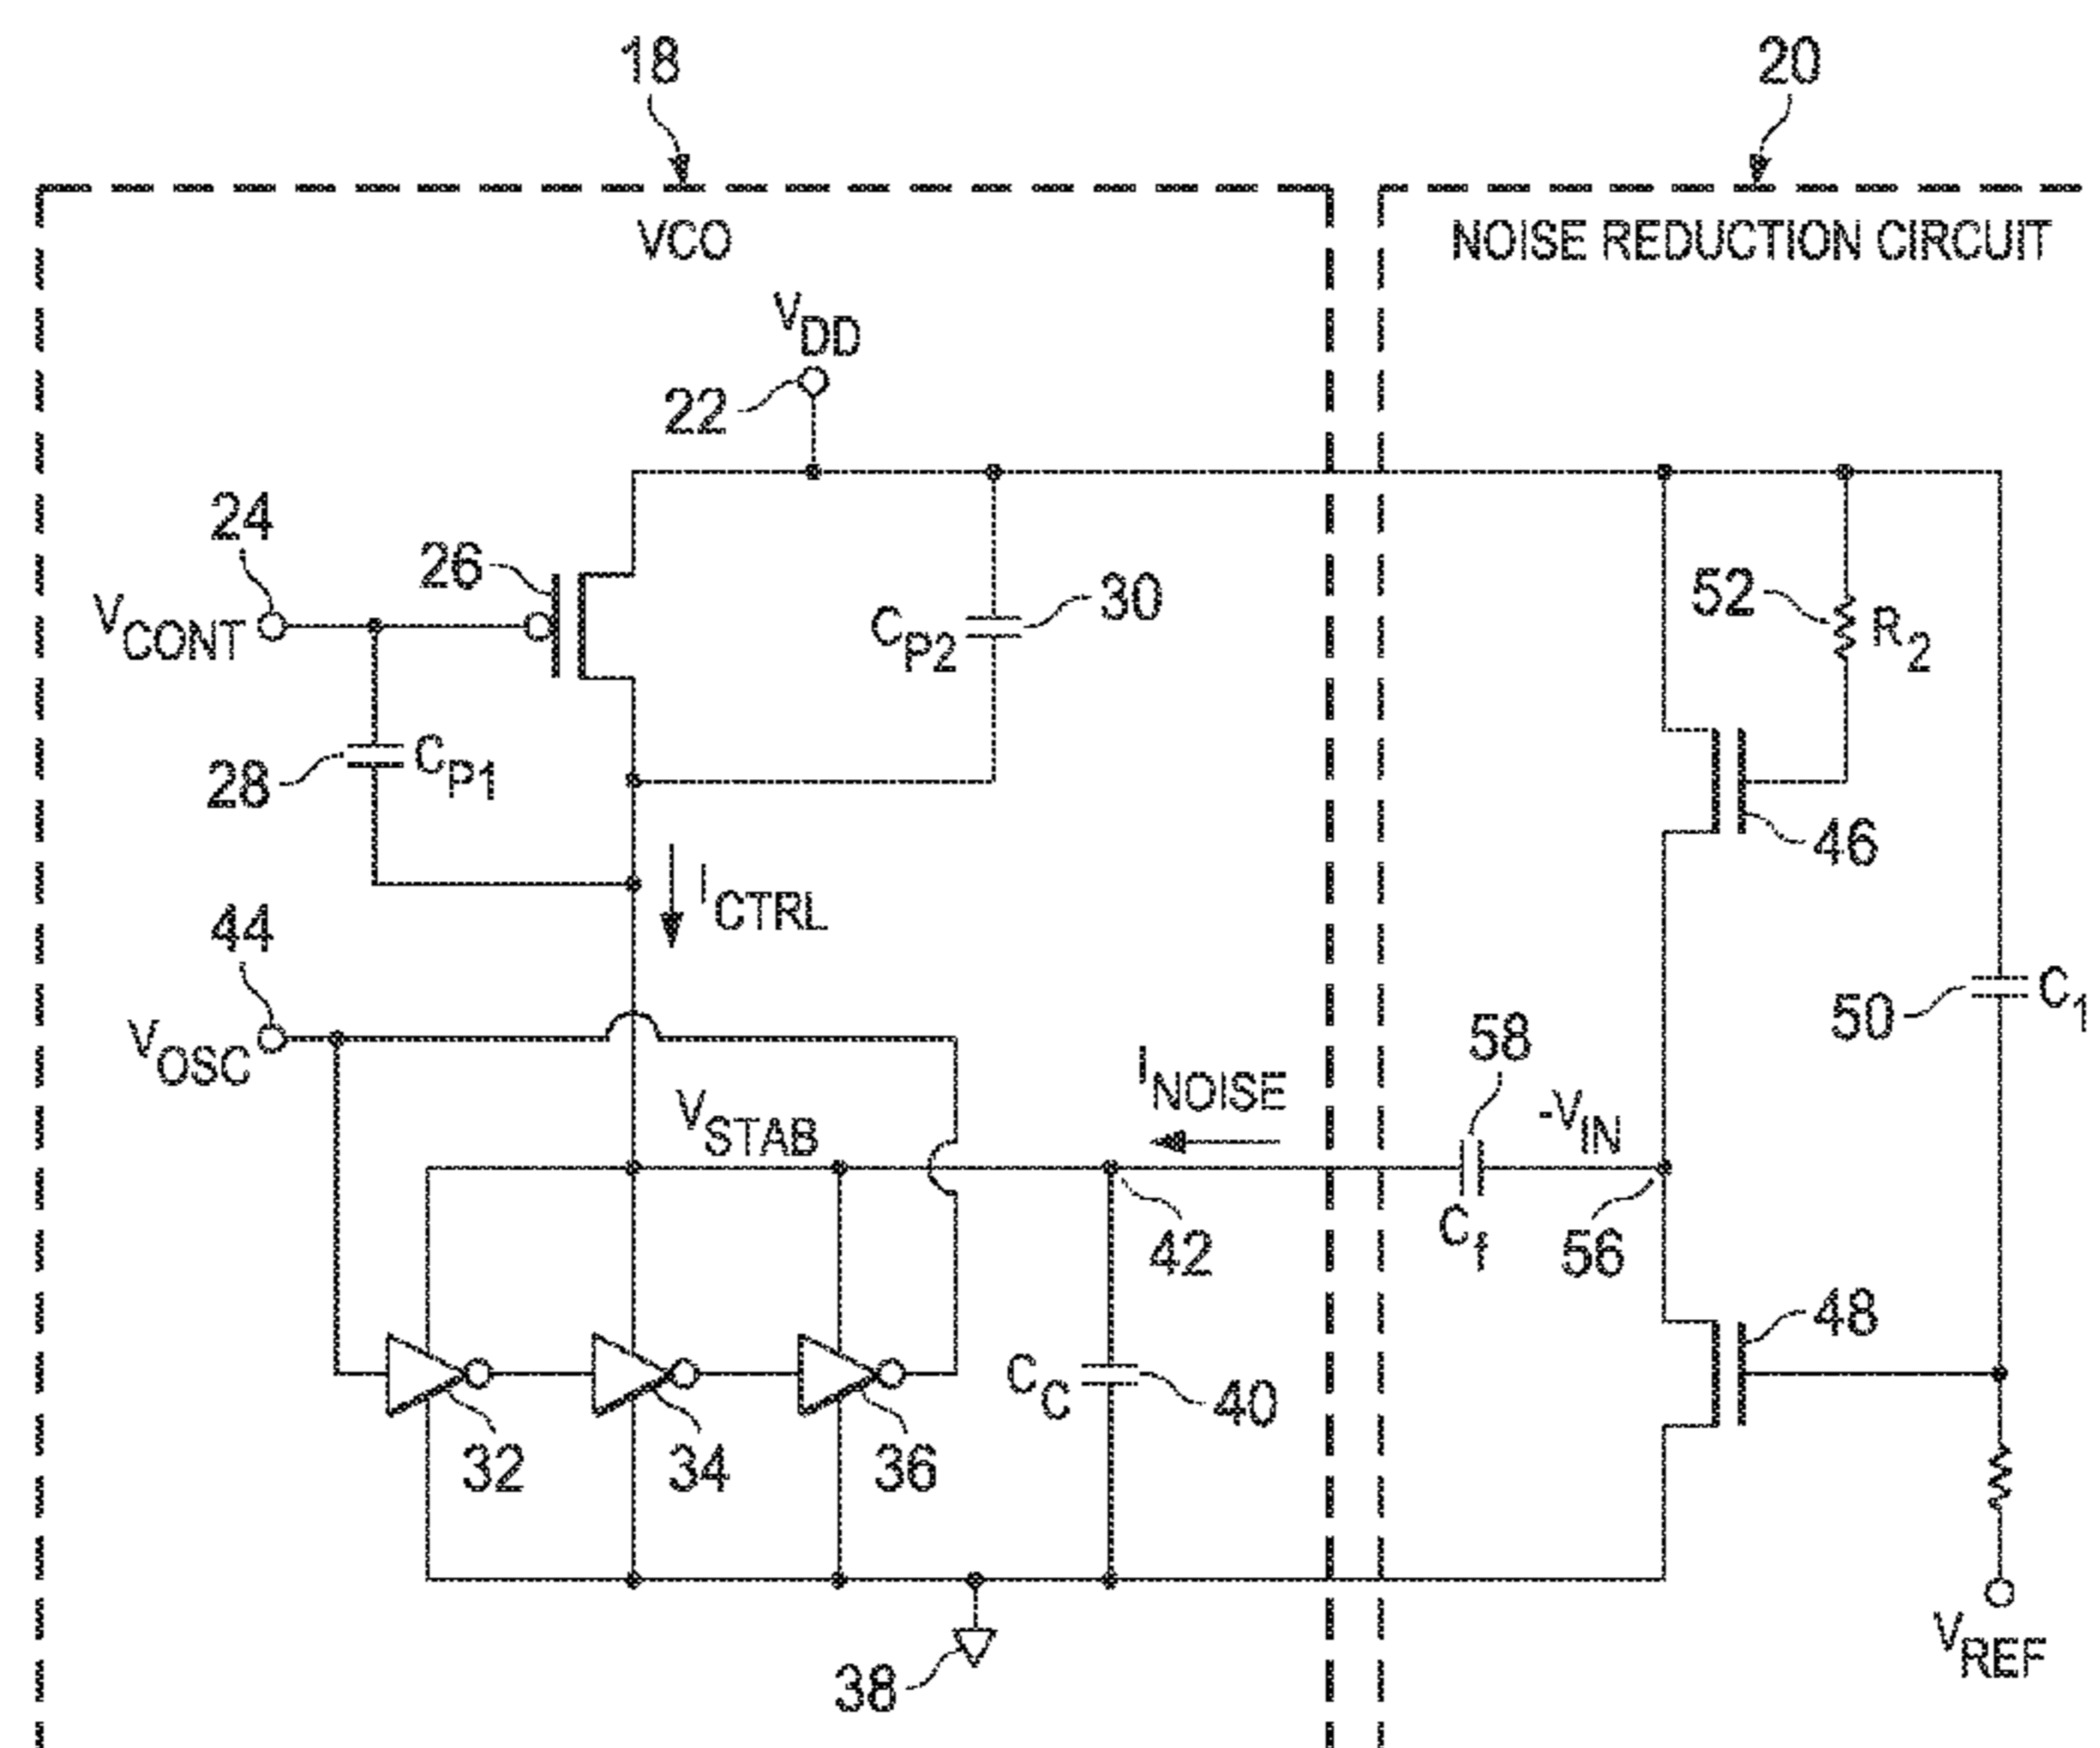 18
20
VCO
NOISE REDUCTION CIRCUIT
VDD
22
24
26
VCONT
CP2
30
52
R2
28
CP1
46
ICTRL
44
VOSC
50
C1
58
INOISE
-VIN
VSTAB
42
Cf
56
48
CC
40
32
34
36
38
VREF